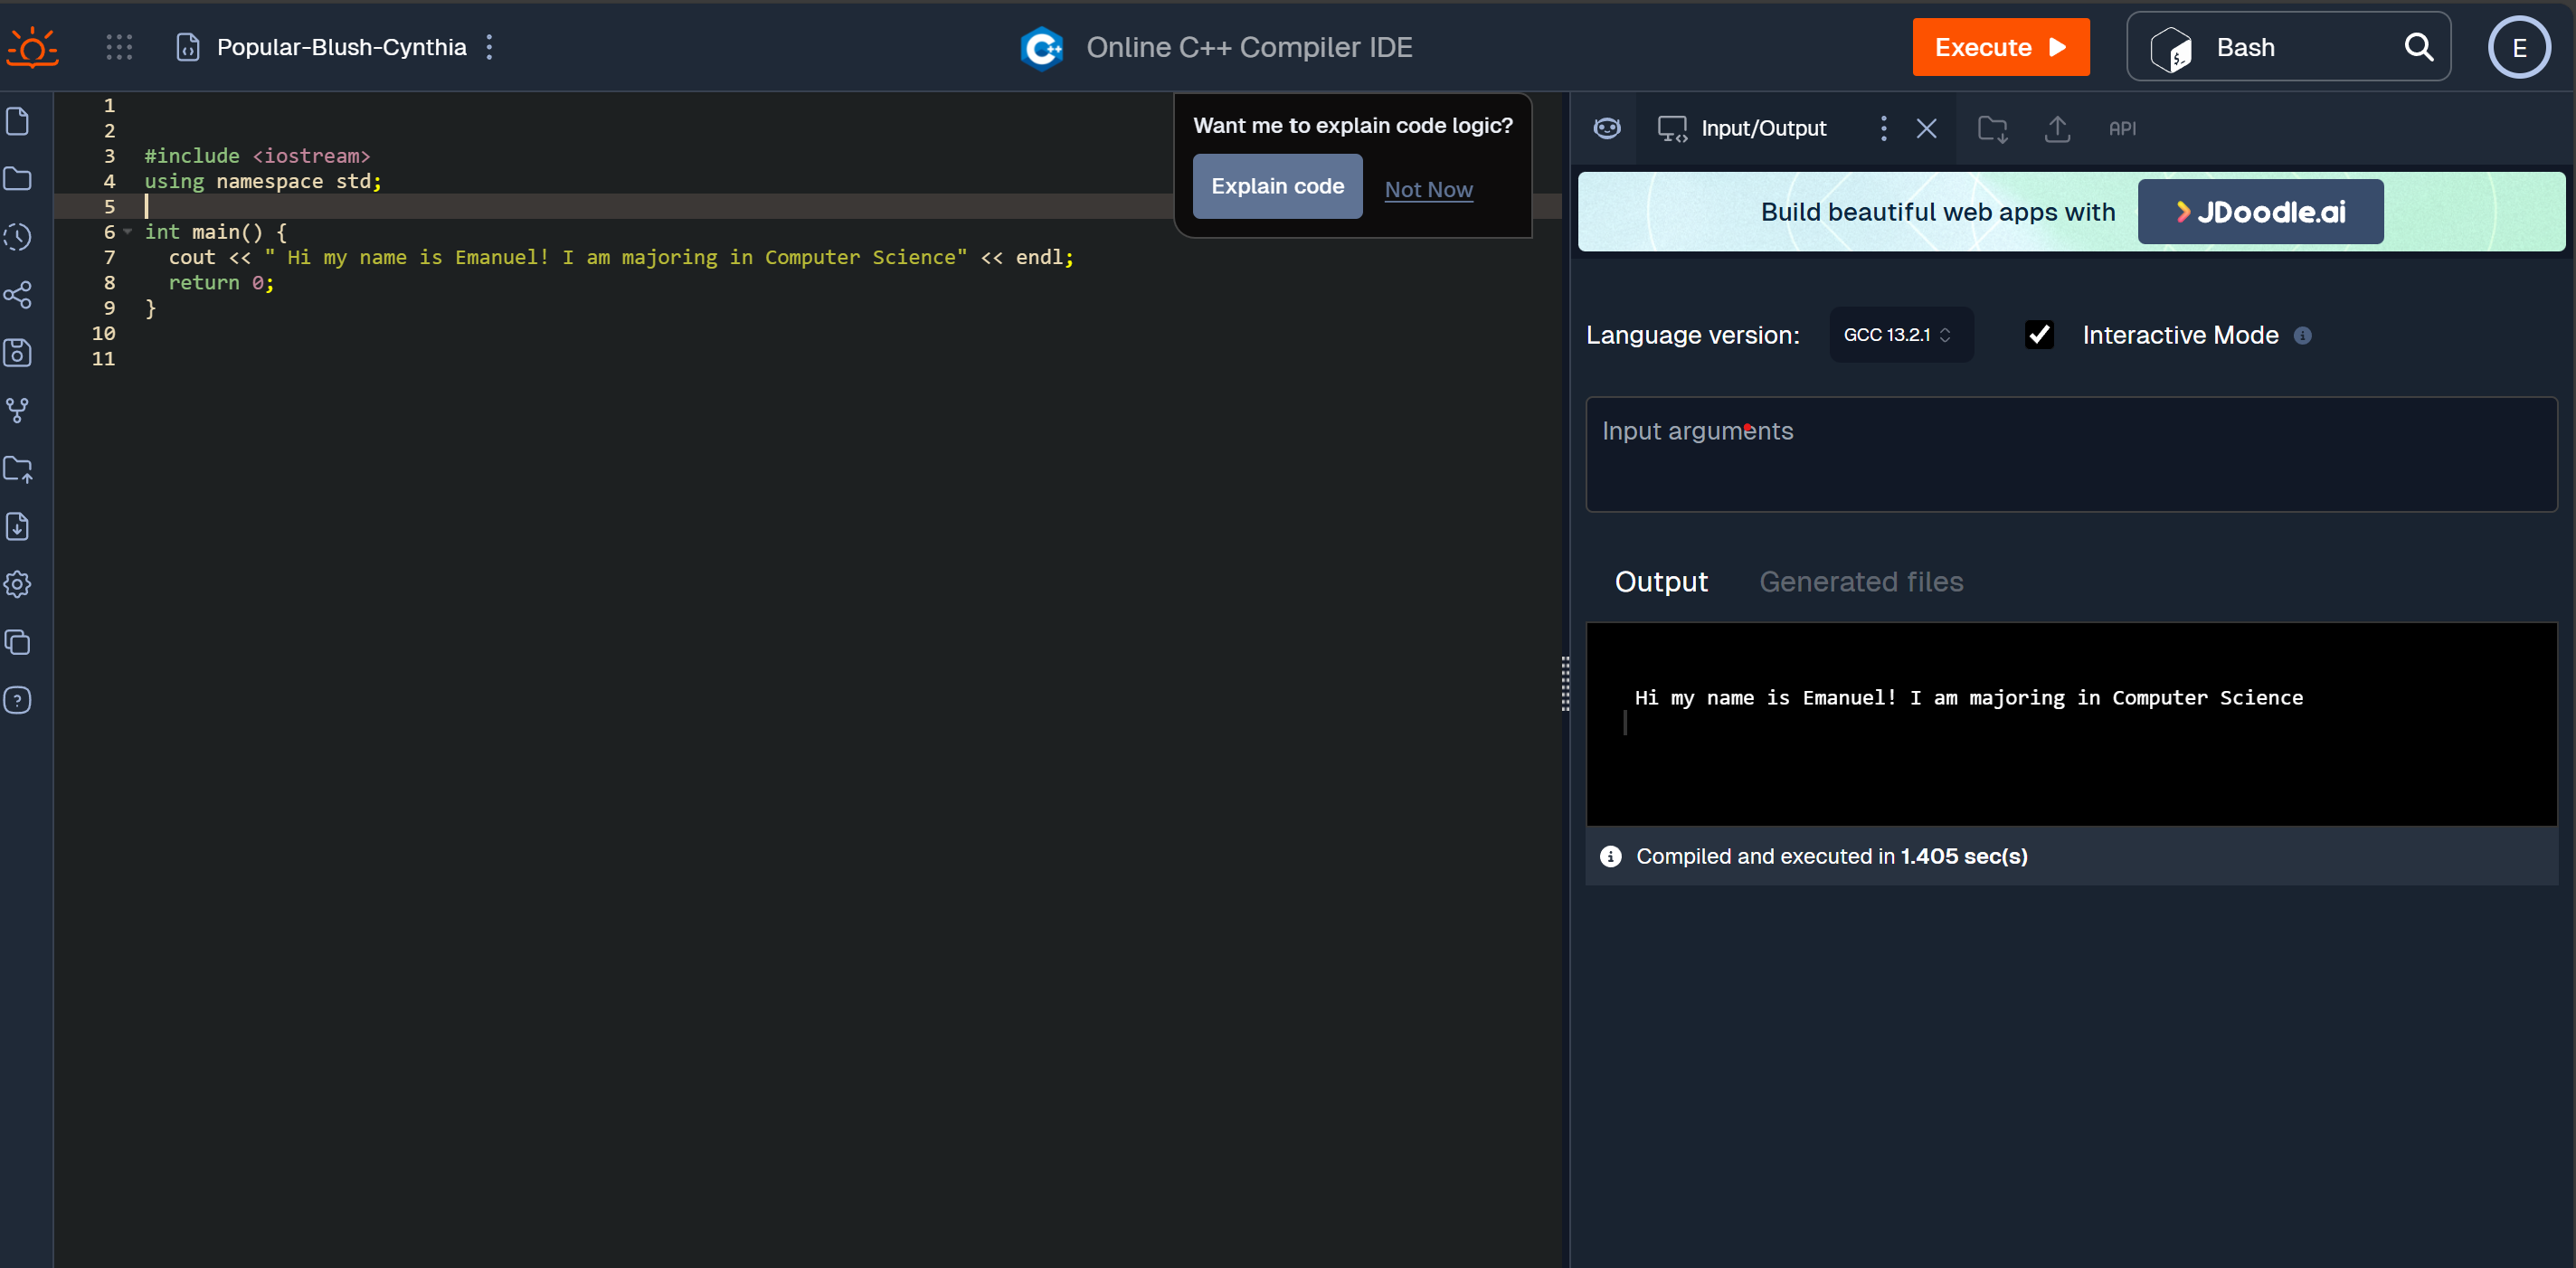 Popular-Blush-Cynthia
Online C++ Compiler IDE
Execute
Bash
E
1
2
3 #include <iostream>
4 using namespace std;
5
6 int main() {
7 cout << " Hi my name is Emanuel! I am majoring in Computer Science" << endl;
8 return 0;
9 }
10
11
Want me to explain code logic?
Explain code Not Now
Input/Output
API
Build beautiful web apps with JDoodle.ai
Language version: GCC 13.2.1 Interactive Mode
Input arguments
Output Generated files
Hi my name is Emanuel! I am majoring in Computer Science
Compiled and executed in 1.405 sec(s)